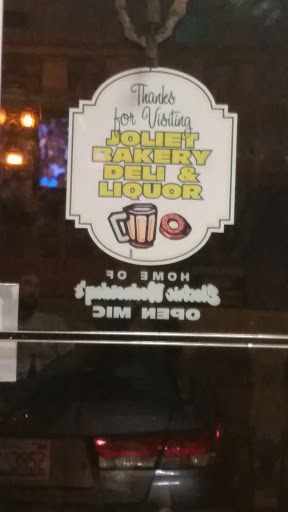 Thanks
for Visiting
JOLIET
BAKERY
DELI &
LIQUOR
HOME OF
Electric Wednesday's
OPEN MIC